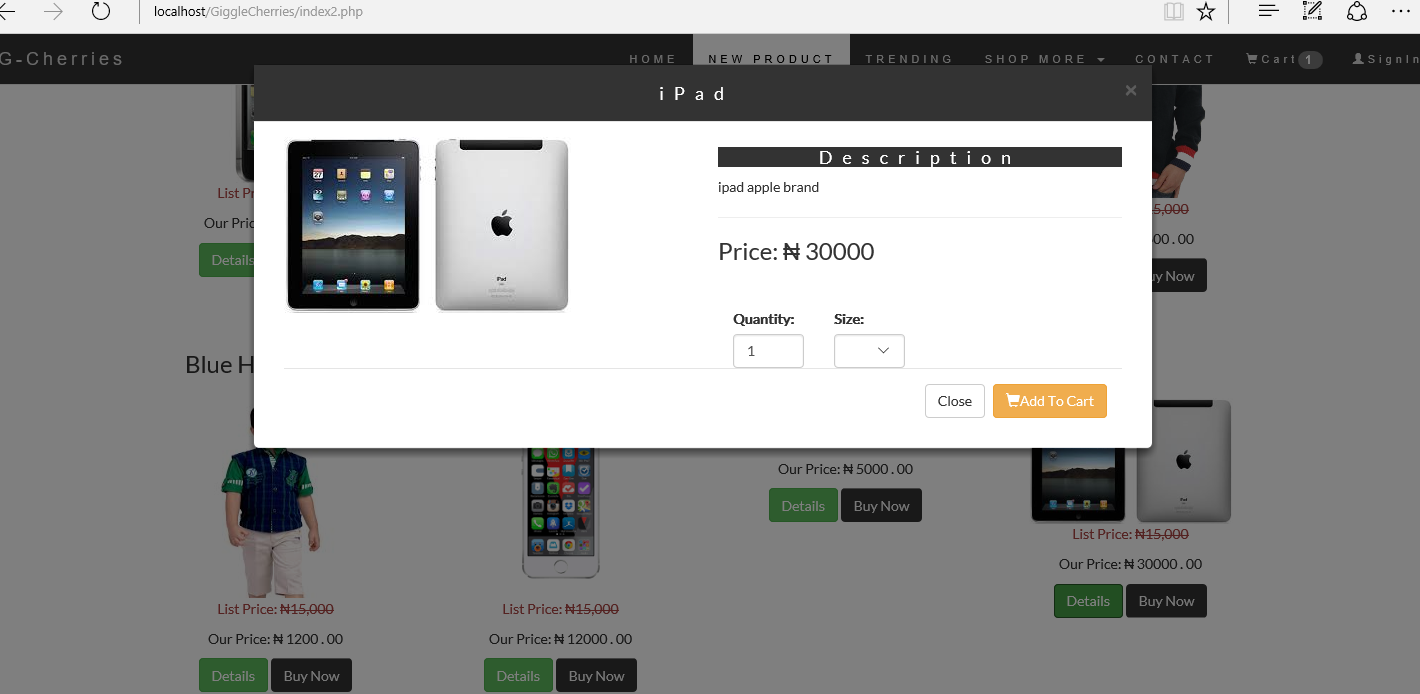 localhost/GiggleCherries/index2.php
G-Cherries
HOME NEW PRODUCT TRENDING SHOP MORE CONTACT Cart 1 SignIn
iPad ×
Description
ipad apple brand
Price: ₦ 30000
Quantity: Size:
1
Close Add To Cart
List Pr
Our Pric
Details
5,000
00 . 00
uy Now
Blue H
List Price: ₦15,000
Our Price: ₦ 1200 . 00
Details Buy Now
List Price: ₦15,000
Our Price: ₦ 12000 . 00
Details Buy Now
Our Price: ₦ 5000 . 00
Details Buy Now
iPad
List Price: ₦15,000
Our Price: ₦ 30000 . 00
Details Buy Now